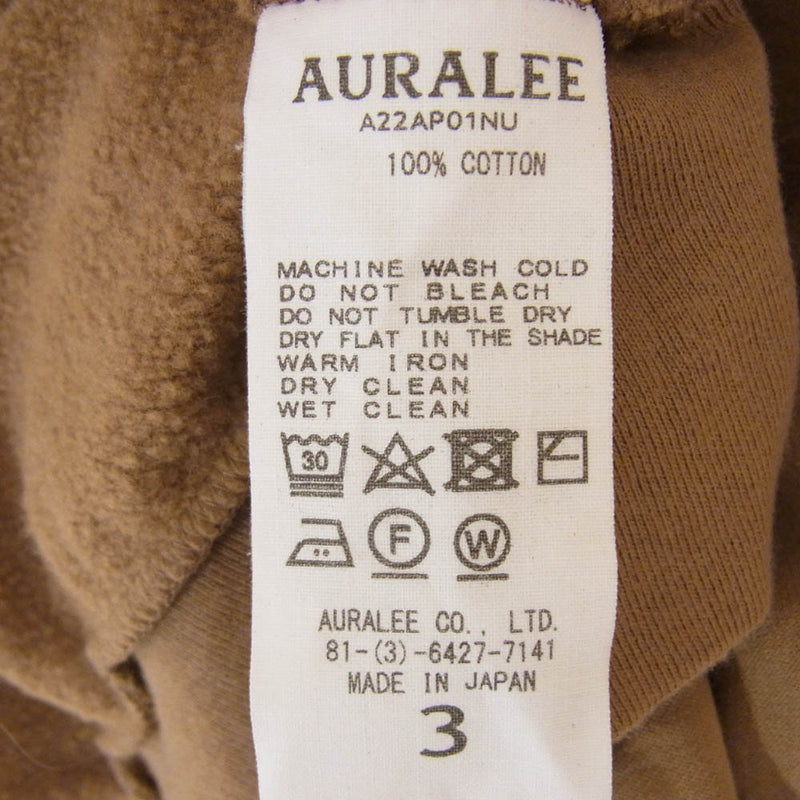 AURALEE
A22AP01NU
100% COTTON
MACHINE WASH COLD
DO NOT BLEACH
DO NOT TUMBLE DRY
DRY FLAT IN THE SHADE
WARM IRON
DRY CLEAN
WET CLEAN
30
F W
AURALEE CO., LTD.
81-(3)-6427-7141
MADE IN JAPAN
3